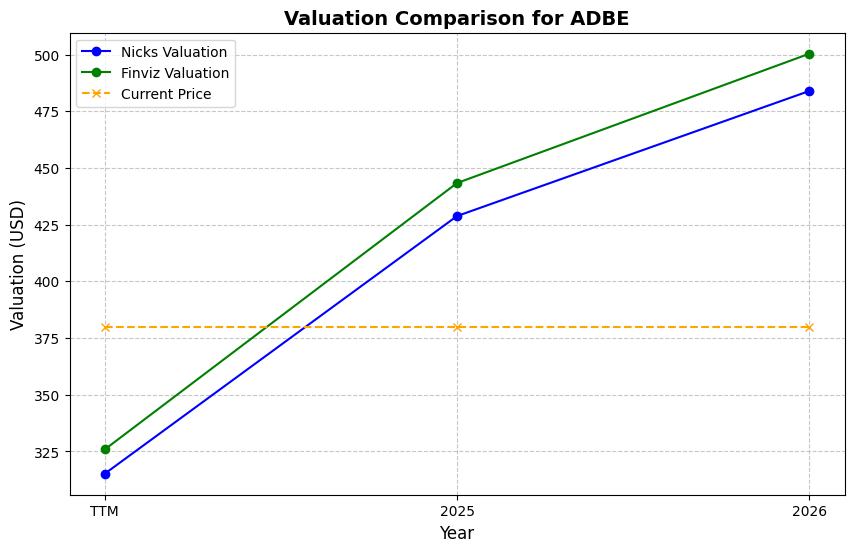 Valuation Comparison for ADBE
Nicks Valuation
Finviz Valuation
Current Price
Valuation (USD)
500
475
450
425
400
375
350
325
TTM
2025
2026
Year